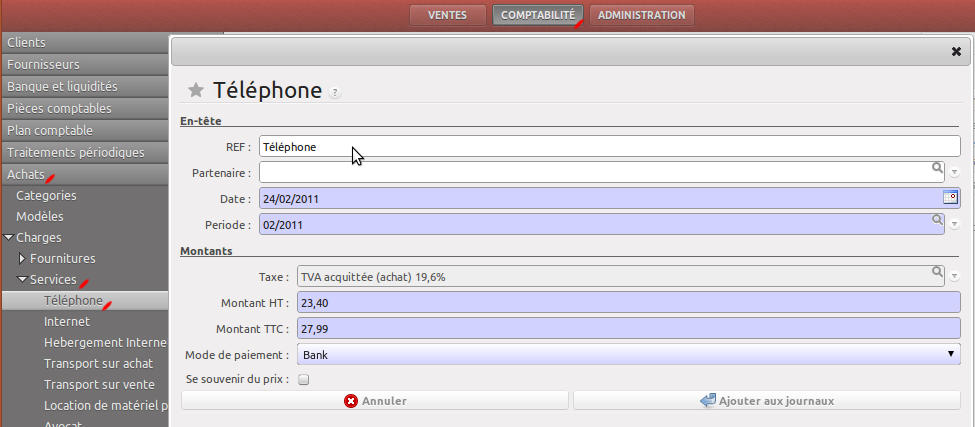 VENTES COMPTABILITÉ ADMINISTRATION
Clients
Fournisseurs
Banque et liquidités
Pièces comptables
Plan comptable
Traitements périodiques
Achats
Categories
Modèles
Charges
Fournitures
Services
Téléphone
Internet
Hebergement Interne
Transport sur achat
Transport sur vente
Location de matériel p
Avocat
Téléphone ?
En-tête
REF : Téléphone
Partenaire :
Date : 24/02/2011
Periode : 02/2011
Montants
Taxe : TVA acquittée (achat) 19,6%
Montant HT : 23,40
Montant TTC : 27,99
Mode de paiement : Bank
Se souvenir du prix :
Annuler Ajouter aux journaux